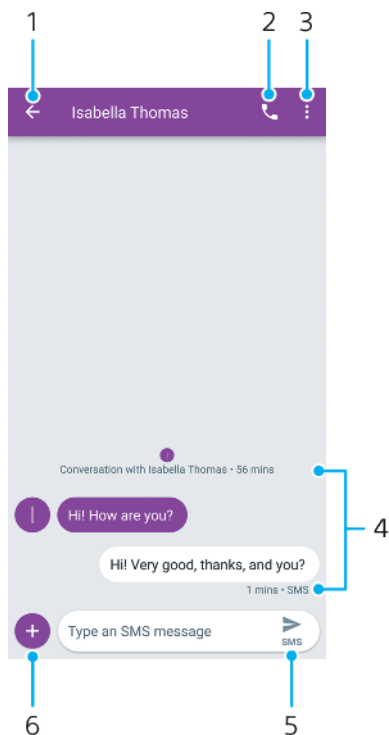 1 2 3
Isabella Thomas
Conversation with Isabella Thomas • 56 mins
I Hi! How are you?
4
Hi! Very good, thanks, and you?
1 mins • SMS
+ Type an SMS message
SMS
6 5